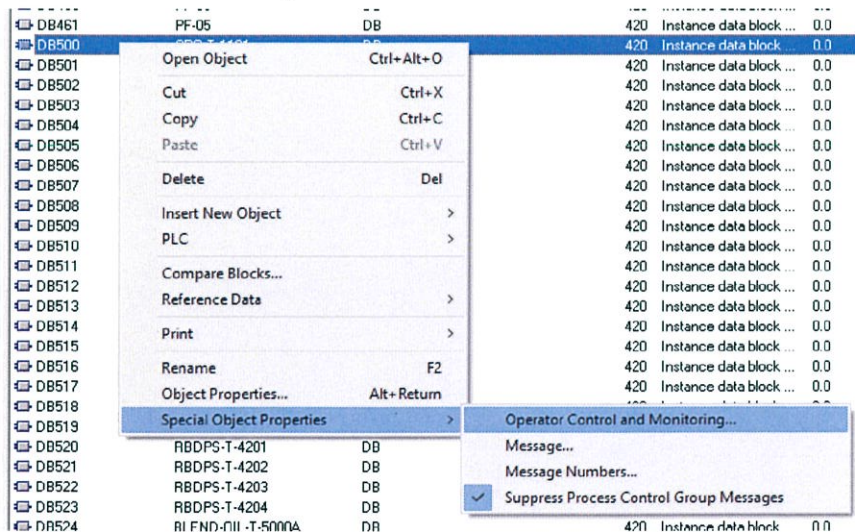 DB461 PF-05 DB 420 Instance data block ... 0.0
DB500 420 Instance data block ... 0.0
Open Object Ctrl+Alt+O
DB501 420 Instance data block ... 0.0
DB502 420 Instance data block ... 0.0
Cut Ctrl+X
DB503 420 Instance data block ... 0.0
Copy Ctrl+C
DB504 420 Instance data block ... 0.0
Paste Ctrl+V
DB505 420 Instance data block ... 0.0
DB506 420 Instance data block ... 0.0
Delete Del
DB507 420 Instance data block ... 0.0
DB508 420 Instance data block ... 0.0
Insert New Object >
DB509 420 Instance data block ... 0.0
PLC >
DB510 420 Instance data block ... 0.0
DB511 420 Instance data block ... 0.0
Compare Blocks...
DB512 420 Instance data block ... 0.0
Reference Data >
DB513 420 Instance data block ... 0.0
DB514 420 Instance data block ... 0.0
Print >
DB515 420 Instance data block ... 0.0
DB516 420 Instance data block ... 0.0
Rename F2
DB517 420 Instance data block ... 0.0
Object Properties... Alt+Return
DB518
Special Object Properties >
Operator Control and Monitoring...
DB519
DB520 RBDPS-T-4201 DB
Message...
DB521 RBDPS-T-4202 DB
Message Numbers...
DB522 RBDPS-T-4203 DB
Suppress Process Control Group Messages
DB523 RBDPS-T-4204 DB
DB524 BLEND-OIL-T-5000A DB 420 Instance data block 0.0